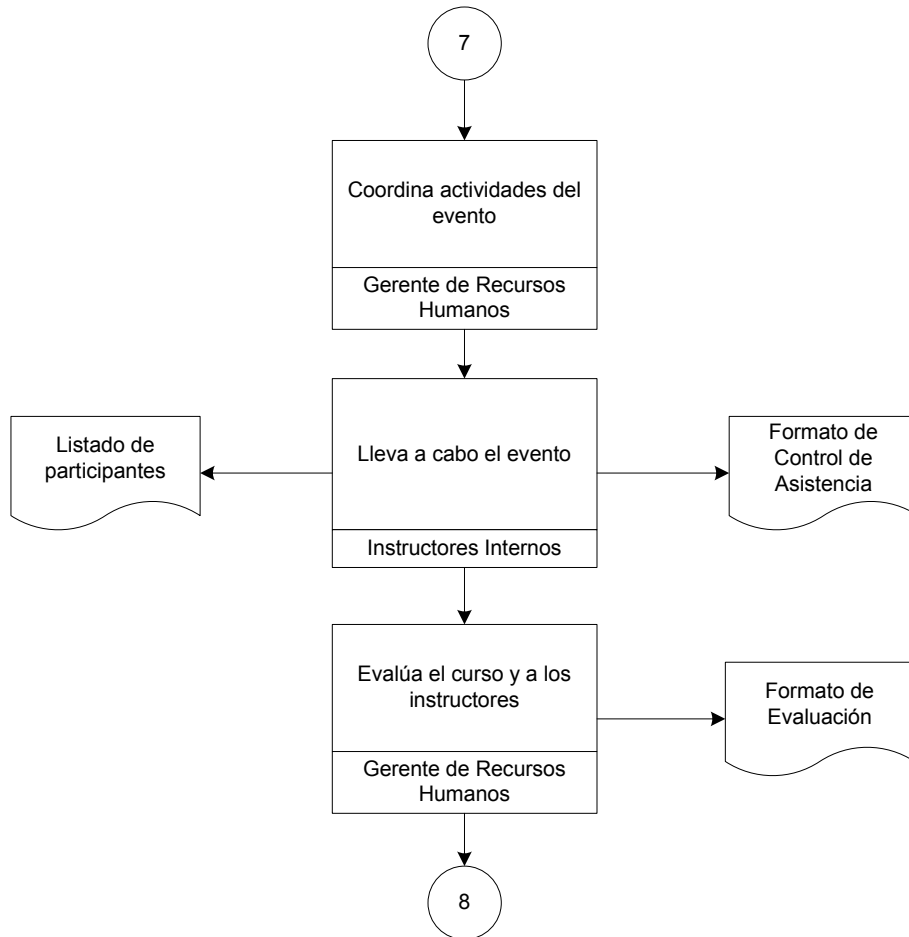 7
Coordina actividades del
evento
Gerente de Recursos
Humanos
Listado de
participantes
Lleva a cabo el evento
Formato de
Control de
Asistencia
Instructores Internos
Evalúa el curso y a los
instructores
Formato de
Evaluación
Gerente de Recursos
Humanos
8